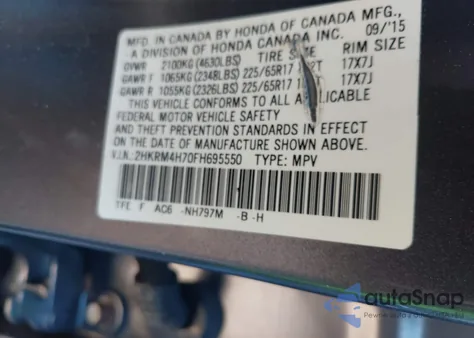 MFD. IN CANADA BY HONDA OF CANADA MFG.,
A DIVISION OF HONDA CANADA INC. 09/'15
GVWR 2100KG (4630LBS) TIRE SIZE RIM SIZE
GAWR F 1065KG (2348LBS) 225/65R17 17X7J
GAWR R 1055KG (2326LBS) 225/65R17 17X7J
THIS VEHICLE CONFORMS TO ALL APPLICABLE
FEDERAL MOTOR VEHICLE SAFETY
AND THEFT PREVENTION STANDARDS IN EFFECT
ON THE DATE OF MANUFACTURE SHOWN ABOVE.
V.I.N.: 2HKRM4H70FH695550 TYPE: MPV
TFE F AC6 -NH797M -B -H
autaSnap